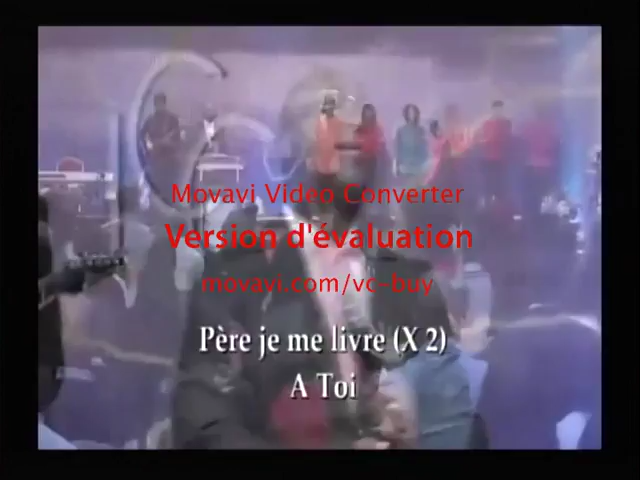 Movavi Video Converter
Version d'évaluation
movavi.com/vc-buy
Père je me livre (X 2)
A Toi